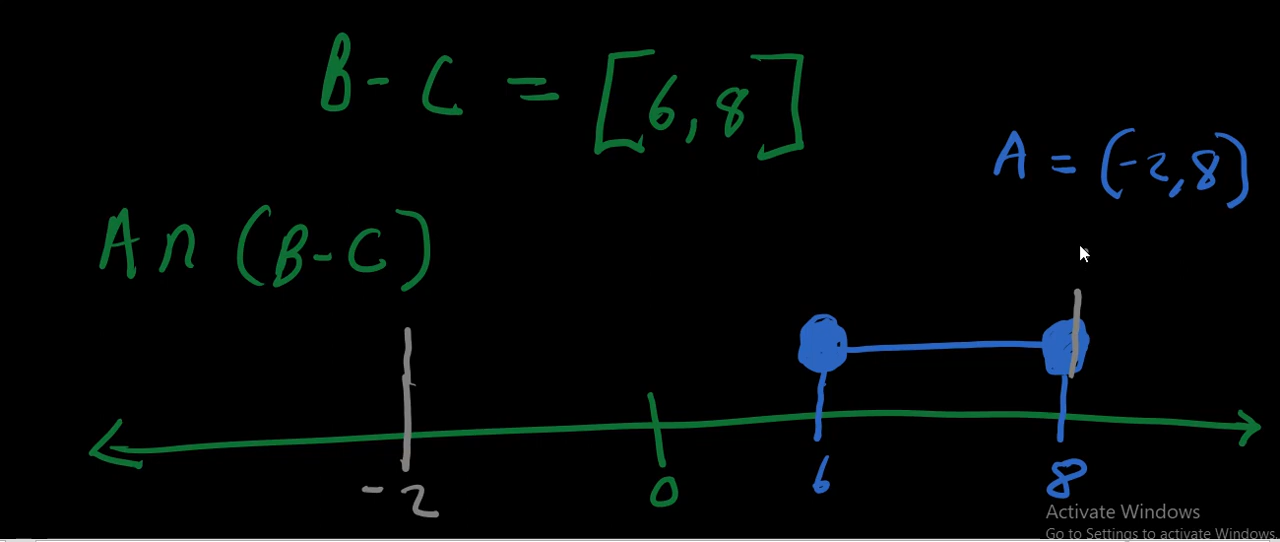 B - C = [6, 8]
A = (-2, 8)
A ∩ (B - C)
-2 0 6 8
Activate Windows
Go to Settings to activate Windows.